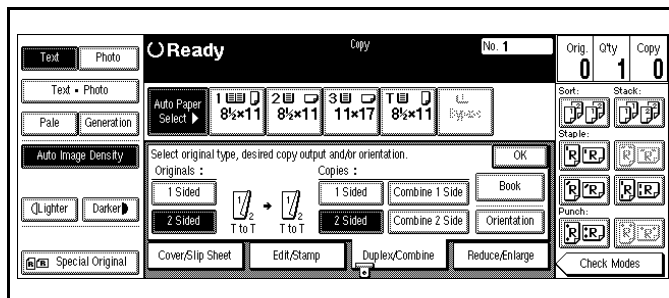 Text Photo
Text • Photo
Pale Generation
Auto Image Density
Lighter Darker
Special Original
Ready Copy No. 1
Auto Paper Select ▶
1 8½×11
2 8½×11
3 11×17
T 8½×11
Bypass
Select original type, desired copy output and/or orientation. OK
Originals : Copies :
1 Sided 1 Sided Combine 1 Side Book
2 Sided T to T T to T 2 Sided Combine 2 Side Orientation
Cover/Slip Sheet Edit/Stamp Duplex/Combine Reduce/Enlarge
Orig. Q'ty Copy
0 1 0
Sort: Stack:
Staple:
Punch:
Check Modes